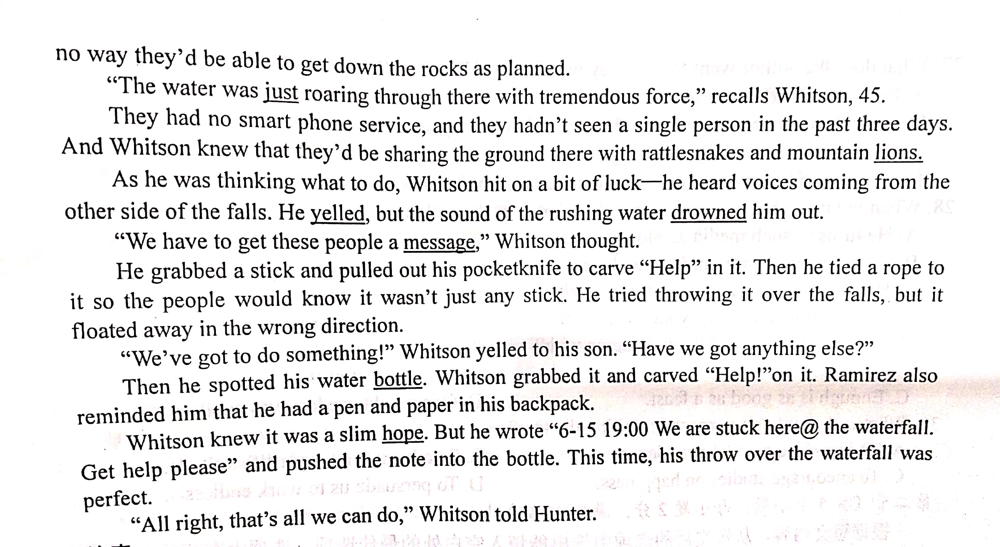 no way they’d be able to get down the rocks as planned.
“The water was just roaring through there with tremendous force,” recalls Whitson, 45.
They had no smart phone service, and they hadn’t seen a single person in the past three days.
And Whitson knew that they’d be sharing the ground there with rattlesnakes and mountain lions.
As he was thinking what to do, Whitson hit on a bit of luck—he heard voices coming from the
other side of the falls. He yelled, but the sound of the rushing water drowned him out.
“We have to get these people a message,” Whitson thought.
He grabbed a stick and pulled out his pocketknife to carve “Help” in it. Then he tied a rope to
it so the people would know it wasn’t just any stick. He tried throwing it over the falls, but it
floated away in the wrong direction.
“We’ve got to do something!” Whitson yelled to his son. “Have we got anything else?”
Then he spotted his water bottle. Whitson grabbed it and carved “Help!”on it. Ramirez also
reminded him that he had a pen and paper in his backpack.
Whitson knew it was a slim hope. But he wrote “6-15 19:00 We are stuck here@ the waterfall.
Get help please” and pushed the note into the bottle. This time, his throw over the waterfall was
perfect.
“All right, that’s all we can do,” Whitson told Hunter.